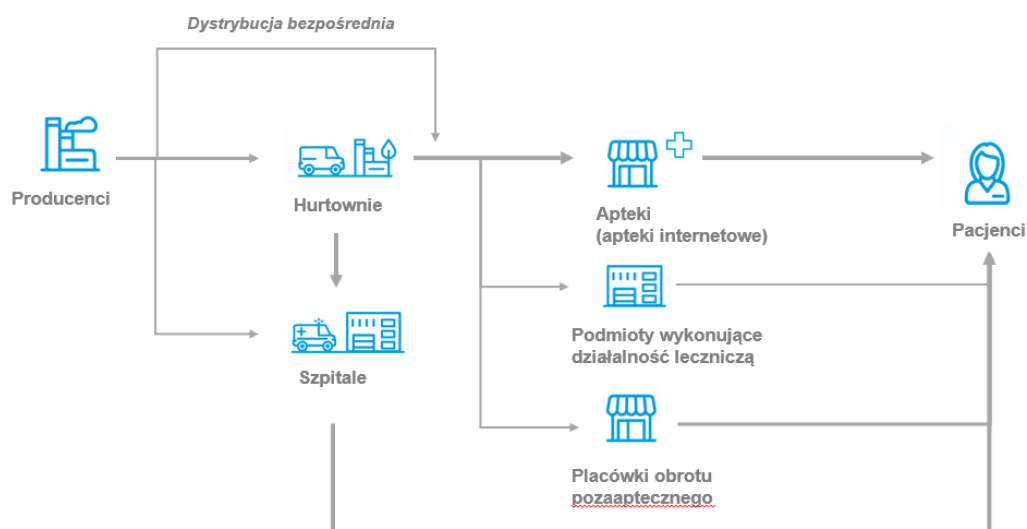 Dystrybucja bezpośrednia
Producenci
Hurtownie
Apteki
(apteki internetowe)
Pacjenci
Podmioty wykonujące
działalność leczniczą
Szpitale
Placówki obrotu
pozaaptecznego